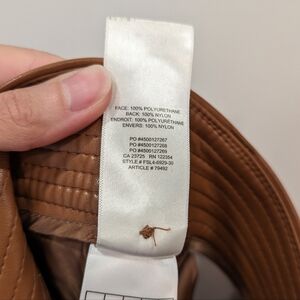 FACE: 100% POLYURETHANE
BACK: 100% NYLON
ENDROIT: 100% POLYURÉTHANE
ENVERS: 100% NYLON
PO #4500127267
PO #4500127268
PO #4500127269
CA 23725 RN 122354
STYLE # FSL4-6929-30
ARTICLE # 79492